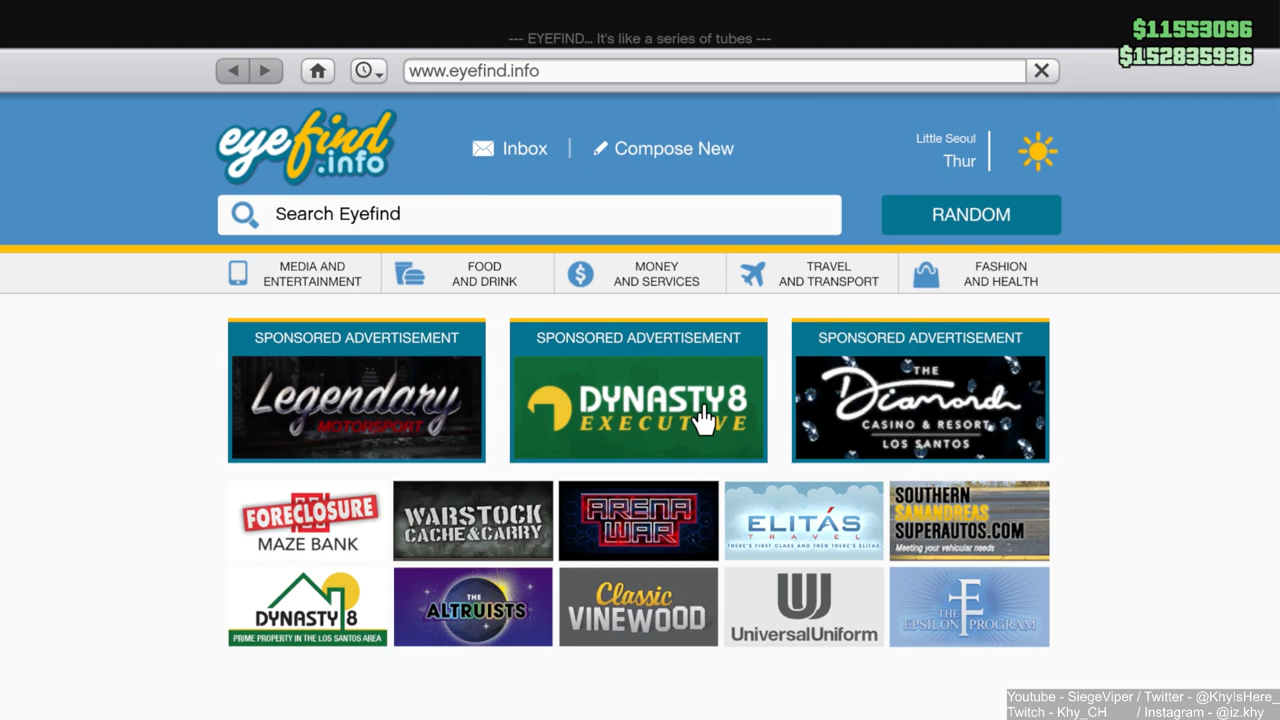 $11553096
--- EYEFIND... It's like a series of tubes ---
$152835936
www.eyefind.info
eyefind
.info
Inbox
Compose New
Little Seoul
Thur
Search Eyefind
RANDOM
MEDIA AND
ENTERTAINMENT
FOOD
AND DRINK
MONEY
AND SERVICES
TRAVEL
AND TRANSPORT
FASHION
AND HEALTH
SPONSORED ADVERTISEMENT
Legendary
MOTORSPORT
SPONSORED ADVERTISEMENT
DYNASTY8
EXECUTIVE
SPONSORED ADVERTISEMENT
THE
Diamond
CASINO & RESORT
LOS SANTOS
FORECLOSURE
MAZE BANK
WARSTOCK
CACHE&CARRY
ARENA
WAR
ELITÁS
TRAVEL
THERE'S FIRST CLASS AND THEN THERE'S ELITAS
SOUTHERN
SANANDREAS
SUPERAUTOS.COM
Meeting your vehicular needs
DYNASTY 8
PRIME PROPERTY IN THE LOS SANTOS AREA
THE
ALTRUISTS
Classic
VINEWOOD
U
UniversalUniform
THE
EPSILON PROGRAM
Youtube - SiegeViper / Twitter - @KhyIsHere_
Twitch - Khy_CH / Instagram - @iz.khy